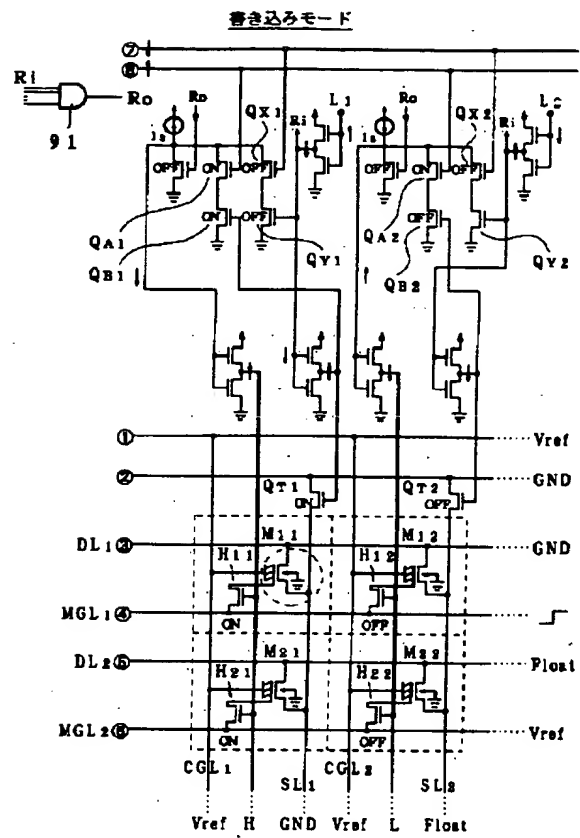 書き込みモード
⑦
⑧
Ri
Ro
91
Is Ro QX1 Ri L1 Is Ro QX2 Ri
OFF ON OFF OFF ON OFF
QA1 ON OFF QA2 OFF
QB1 QY1 QB2 QY2
① Vref
② GND
QT1 ON QT2 OFF
DL1③ M11 M12 GND
H11 H12
MGL1④ ON OFF
DL2⑤ M21 M22 Float
H21 H22
MGL2⑥ ON OFF Vref
CGL1 SL1 CGL2 SL2
Vref H GND Vref L Float